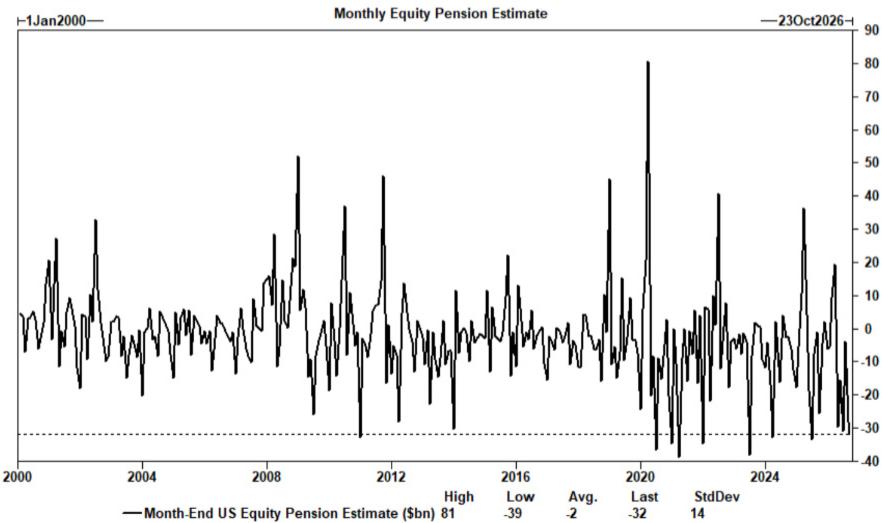 Monthly Equity Pension Estimate
1Jan2000
23Oct2026
90
80
70
60
50
40
30
20
10
0
-10
-20
-30
-40
2000 2004 2008 2012 2016 2020 2024
High Low Avg. Last StdDev
Month-End US Equity Pension Estimate ($bn) 81 -39 -2 -32 14